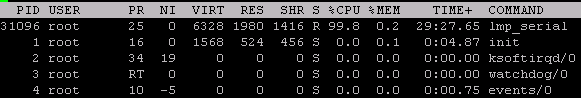 PID USER PR NI VIRT RES SHR S %CPU %MEM TIME+ COMMAND
31096 root 25 0 6328 1980 1416 R 99.8 0.2 29:27.65 lmp_serial
1 root 16 0 1568 524 456 S 0.0 0.1 0:04.87 init
2 root 34 19 0 0 0 S 0.0 0.0 0:00.00 ksoftirqd/0
3 root RT 0 0 0 0 S 0.0 0.0 0:00.00 watchdog/0
4 root 10 -5 0 0 0 S 0.0 0.0 0:00.75 events/0